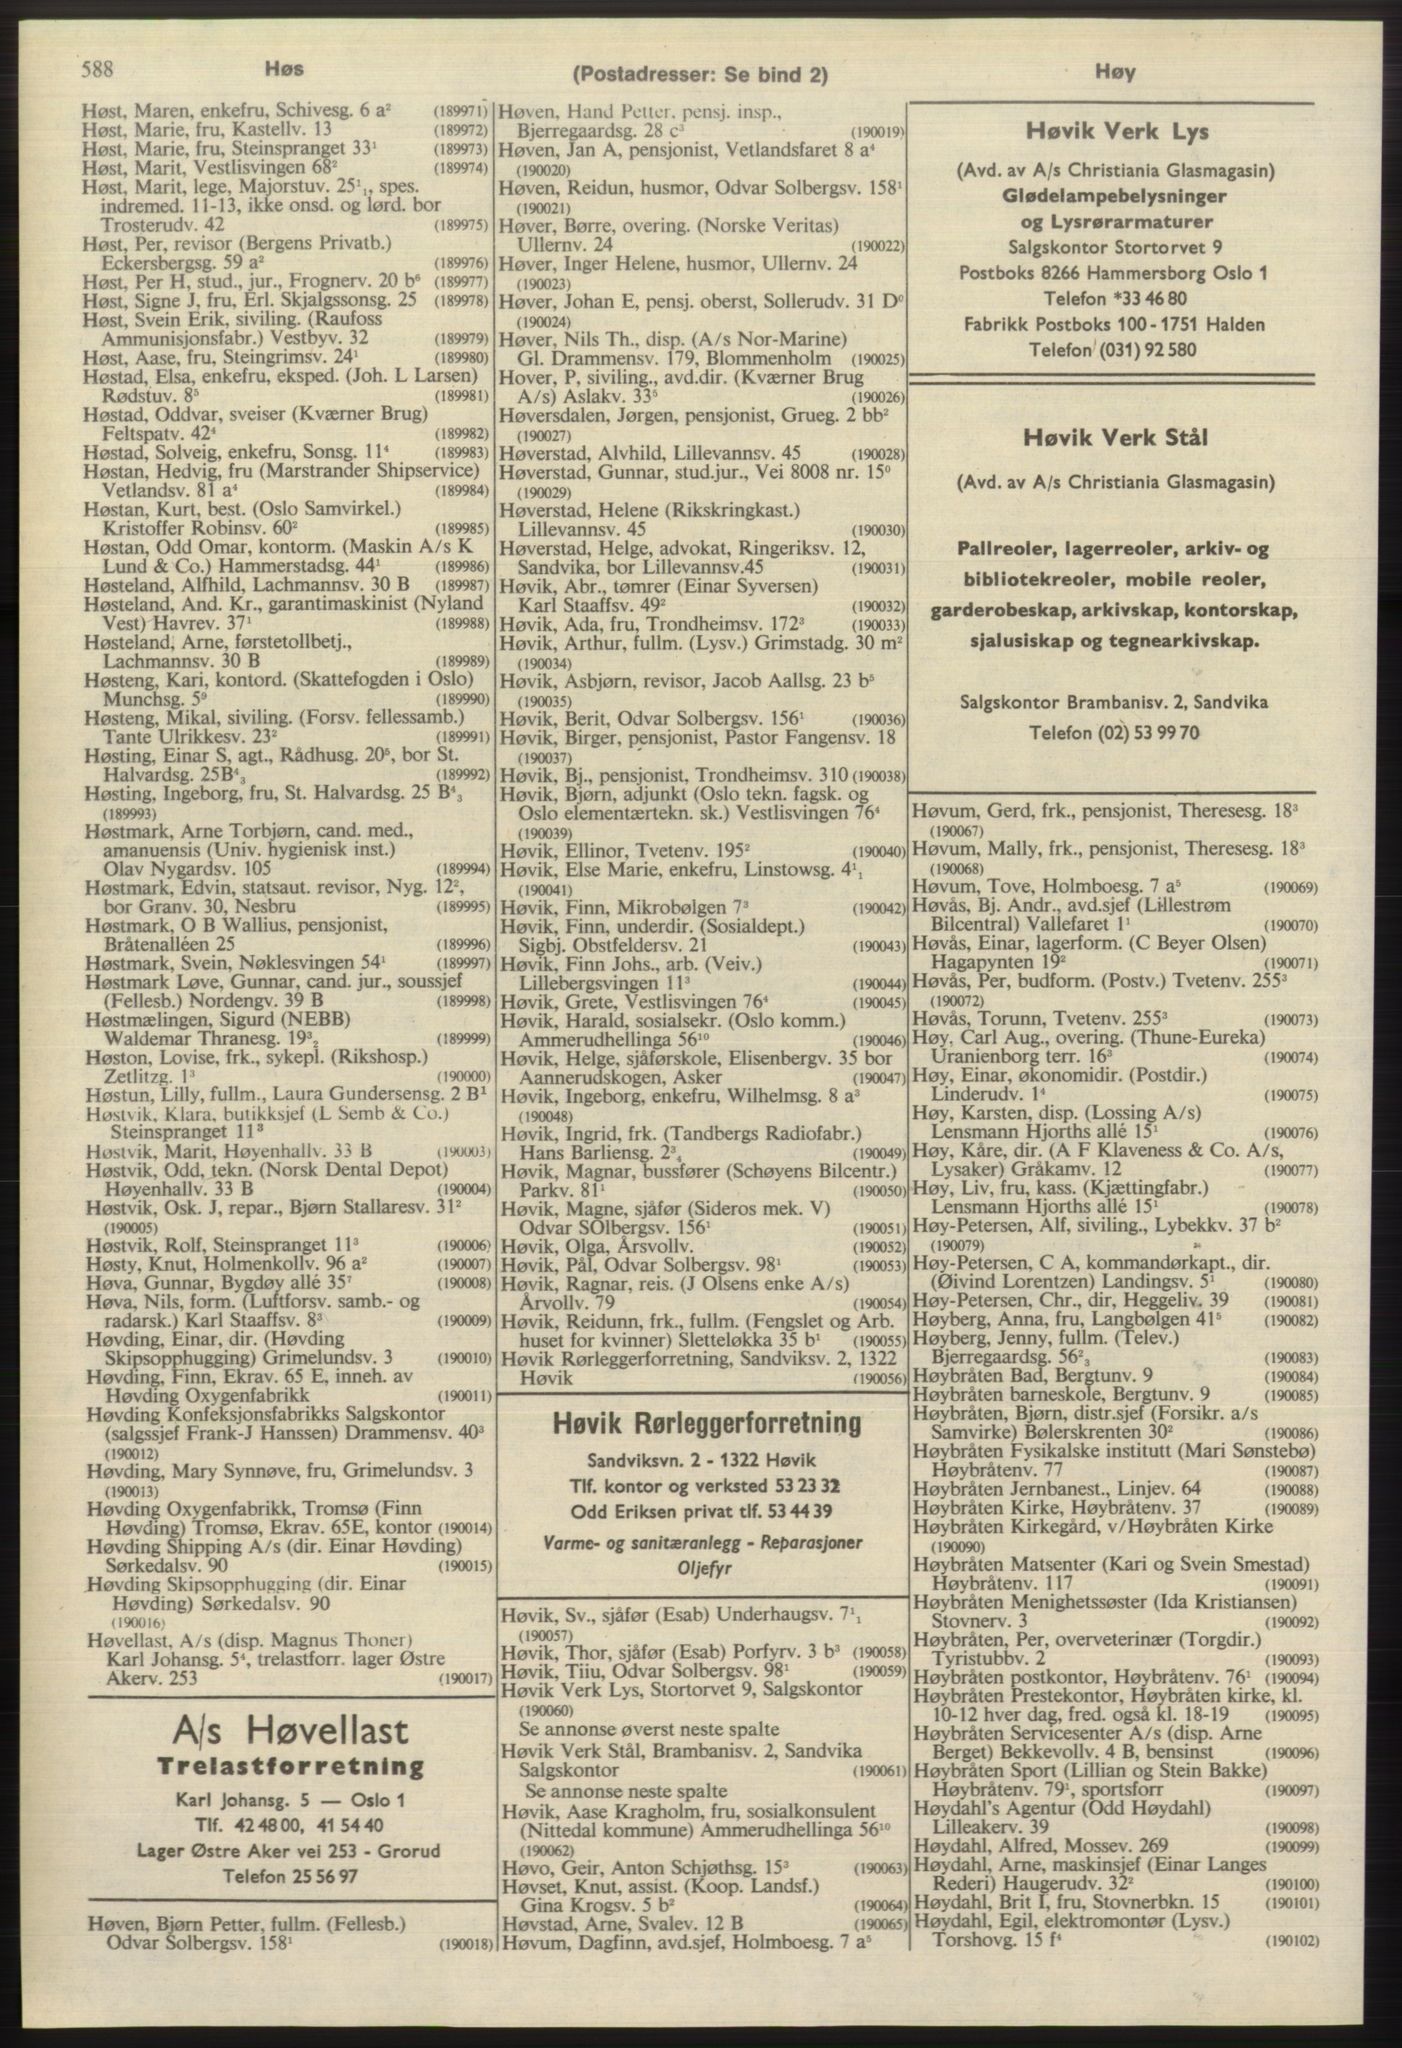 588
Høs
(Postadresser: Se bind 2)
Høy
Høst, Maren, enkefru, Schivesg. 6 a² (189971)
Høst, Marie, fru, Kastellv. 13 (189972)
Høst, Marie, fru, Steinspranget 33¹ (189973)
Høst, Marit, Vestlisvingen 68² (189974)
Høst, Marit, lege, Majorstuv. 25¹₁, spes.
indremed. 11-13, ikke onsd. og lørd. bor
Trosterudv. 42 (189975)
Høst, Per, revisor (Bergens Privatb.)
Eckersbergsg. 59 a² (189976)
Høst, Per H, stud., jur., Frognerv. 20 b⁶ (189977)
Høst, Signe J, fru, Erl. Skjalgssonsg. 25 (189978)
Høst, Svein Erik, siviling. (Raufoss
Ammunisjonsfabr.) Vestbyv. 32 (189979)
Høst, Aase, fru, Steingrimsv. 24¹ (189980)
Høstad, Elsa, enkefru, eksped. (Joh. L Larsen)
Rødstuv. 8⁵ (189981)
Høstad, Oddvar, sveiser (Kværner Brug)
Feltspatv. 42⁴ (189982)
Høstad, Solveig, enkefru, Sonsg. 11⁴ (189983)
Høstan, Hedvig, fru (Marstrander Shipservice)
Vetlandsv. 81 a⁴ (189984)
Høstan, Kurt, best. (Oslo Samvirkel.)
Kristoffer Robinsv. 60² (189985)
Høstan, Odd Omar, kontorm. (Maskin A/s K
Lund & Co.) Hammerstadsg. 44¹ (189986)
Høsteland, Alfhild, Lachmannsv. 30 B (189987)
Høsteland, And. Kr., garantimaskinist (Nyland
Vest) Havrev. 37¹ (189988)
Høsteland, Arne, førstetollbetj.,
Lachmannsv. 30 B (189989)
Høsteng, Kari, kontord. (Skattefogden i Oslo)
Munchsg. 5⁹ (189990)
Høsteng, Mikal, siviling. (Forsv. fellessamb.)
Tante Ulrikkesv. 23² (189991)
Høsting, Einar S, agt., Rådhusg. 20⁵, bor St.
Halvardsg. 25B⁴₃ (189992)
Høsting, Ingeborg, fru, St. Halvardsg. 25 B⁴₃
(189993)
Høstmark, Arne Torbjørn, cand. med.,
amanuensis (Univ. hygienisk inst.)
Olav Nygardsv. 105 (189994)
Høstmark, Edvin, statsaut. revisor, Nyg. 12²,
bor Granv. 30, Nesbru (189995)
Høstmark, O B Wallius, pensjonist,
Bråtenalléen 25 (189996)
Høstmark, Svein, Nøklesvingen 54¹ (189997)
Høstmark Løve, Gunnar, cand. jur., soussjef
(Fellesb.) Nordengv. 39 B (189998)
Høstmælingen, Sigurd (NEBB)
Waldemar Thranesg. 19³₂ (189999)
Høston, Lovise, frk., sykepl. (Rikshosp.)
Zetlitzg. 1³ (190000)
Høstun, Lilly, fullm., Laura Gundersensg. 2 B¹
Høstvik, Klara, butikksjef (L Semb & Co.)
Steinspranget 11³
Høstvik, Marit, Høyenhallv. 33 B (190003)
Høstvik, Odd, tekn. (Norsk Dental Depot)
Høyenhallv. 33 B (190004)
Høstvik, Osk. J, repar., Bjørn Stallaresv. 31²
(190005)
Høstvik, Rolf, Steinspranget 11³ (190006)
Høsty, Knut, Holmenkollv. 96 a² (190007)
Høva, Gunnar, Bygdøy allé 35⁷ (190008)
Høva, Nils, form. (Luftforsv. samb.- og
radarsk.) Karl Staaffsv. 8³ (190009)
Høvding, Einar, dir. (Høvding
Skipsopphugging) Grimelundsv. 3 (190010)
Høvding, Finn, Ekrav. 65 E, inneh. av
Høvding Oxygenfabrikk (190011)
Høvding Konfeksjonsfabrikks Salgskontor
(salgssjef Frank-J Hanssen) Drammensv. 40³
(190012)
Høvding, Mary Synnøve, fru, Grimelundsv. 3
(190013)
Høvding Oxygenfabrikk, Tromsø (Finn
Høvding) Tromsø, Ekrav. 65E, kontor (190014)
Høvding Shipping A/s (dir. Einar Høvding)
Sørkedalsv. 90 (190015)
Høvding Skipsopphugging (dir. Einar
Høvding) Sørkedalsv. 90
(190016)
Høvellast, A/s (disp. Magnus Thoner)
Karl Johansg. 5⁴, trelastforr. lager Østre
Akerv. 253 (190017)
A/s Høvellast
Trelastforretning
Karl Johansg. 5 — Oslo 1
Tlf. 42 48 00, 41 54 40
Lager Østre Aker vei 253 - Grorud
Telefon 25 56 97
Høven, Bjørn Petter, fullm. (Fellesb.)
Odvar Solbergsv. 158¹ (190018)
Høven, Hand Petter, pensj. insp.,
Bjerregaardsg. 28 c³ (190019)
Høven, Jan A, pensjonist, Vetlandsfaret 8 a⁴
(190020)
Høven, Reidun, husmor, Odvar Solbergsv. 158¹
(190021)
Høver, Børre, overing. (Norske Veritas)
Ullernv. 24 (190022)
Høver, Inger Helene, husmor, Ullernv. 24
(190023)
Høver, Johan E, pensj. oberst, Sollerudv. 31 D⁰
(190024)
Høver, Nils Th., disp. (A/s Nor-Marine)
Gl. Drammensv. 179, Blommenholm (190025)
Hover, P, siviling., avd.dir. (Kværner Brug
A/s) Aslakv. 33⁵ (190026)
Høversdalen, Jørgen, pensjonist, Grueg. 2 bb²
(190027)
Høverstad, Alvhild, Lillevannsv. 45 (190028)
Høverstad, Gunnar, stud.jur., Vei 8008 nr. 15⁰
(190029)
Høverstad, Helene (Rikskringkast.)
Lillevannsv. 45 (190030)
Høverstad, Helge, advokat, Ringeriksv. 12,
Sandvika, bor Lillevannsv.45 (190031)
Høvik, Abr., tømrer (Einar Syversen)
Karl Staaffsv. 49² (190032)
Høvik, Ada, fru, Trondheimsv. 172³ (190033)
Høvik, Arthur, fullm. (Lysv.) Grimstadg. 30 m²
(190034)
Høvik, Asbjørn, revisor, Jacob Aallsg. 23 b⁵
(190035)
Høvik, Berit, Odvar Solbergsv. 156¹ (190036)
Høvik, Birger, pensjonist, Pastor Fangensv. 18
(190037)
Høvik, Bj., pensjonist, Trondheimsv. 310 (190038)
Høvik, Bjørn, adjunkt (Oslo tekn. fagsk. og
Oslo elementærtekn. sk.) Vestlisvingen 76⁴
(190039)
Høvik, Ellinor, Tvetenv. 195² (190040)
Høvik, Else Marie, enkefru, Linstowsg. 4¹₁
(190041)
Høvik, Finn, Mikrobølgen 7³ (190042)
Høvik, Finn, underdir. (Sosialdept.)
Sigbj. Obstfeldersv. 21 (190043)
Høvik, Finn Johs., arb. (Veiv.)
Lillebergsvingen 11³ (190044)
Høvik, Grete, Vestlisvingen 76⁴ (190045)
Høvik, Harald, sosialsekr. (Oslo komm.)
Ammerudhellinga 56¹⁰ (190046)
Høvik, Helge, sjåførskole, Elisenbergv. 35 bor
Aannerudskogen, Asker (190047)
Høvik, Ingeborg, enkefru, Wilhelmsg. 8 a³
(190048)
Høvik, Ingrid, frk. (Tandbergs Radiofabr.)
Hans Barliensg. 2³₄ (190049)
Høvik, Magnar, bussfører (Schøyens Bilcentr.)
Parkv. 81¹ (190050)
Høvik, Magne, sjåfør (Sideros mek. V)
Odvar SOlbergsv. 156¹ (190051)
Høvik, Olga, Årsvollv. (190052)
Høvik, Pål, Odvar Solbergsv. 98¹ (190053)
Høvik, Ragnar, reis. (J Olsens enke A/s)
Årvollv. 79 (190054)
Høvik, Reidunn, frk., fullm. (Fengslet og Arb.
huset for kvinner) Sletteløkka 35 b¹ (190055)
Høvik Rørleggerforretning, Sandviksv. 2, 1322
Høvik (190056)
Høvik Rørleggerforretning
Sandviksvn. 2 - 1322 Høvik
Tlf. kontor og verksted 53 23 32
Odd Eriksen privat tlf. 53 44 39
Varme- og sanitæranlegg - Reparasjoner
Oljefyr
Høvik, Sv., sjåfør (Esab) Underhaugsv. 7¹₁
(190057)
Høvik, Thor, sjåfør (Esab) Porfyrv. 3 b³ (190058)
Høvik, Tiiu, Odvar Solbergsv. 98¹ (190059)
Høvik Verk Lys, Stortorvet 9, Salgskontor
(190060)
Se annonse øverst neste spalte
Høvik Verk Stål, Brambanisv. 2, Sandvika
Salgskontor (190061)
Se annonse neste spalte
Høvik, Aase Kragholm, fru, sosialkonsulent
(Nittedal kommune) Ammerudhellinga 56¹⁰
(190062)
Høvo, Geir, Anton Schjøthsg. 15³ (190063)
Høvset, Knut, assist. (Koop. Landsf.)
Gina Krogsv. 5 b² (190064)
Høvstad, Arne, Svalev. 12 B (190065)
Høvum, Dagfinn, avd.sjef, Holmboesg. 7 a⁵
Høvik Verk Lys
(Avd. av A/s Christiania Glasmagasin)
Glødelampebelysninger
og Lysrørarmaturer
Salgskontor Stortorvet 9
Postboks 8266 Hammersborg Oslo 1
Telefon *33 46 80
Fabrikk Postboks 100 - 1751 Halden
Telefon (031) 92 580
Høvik Verk Stål
(Avd. av A/s Christiania Glasmagasin)
Pallreoler, lagerreoler, arkiv- og
bibliotekreoler, mobile reoler,
garderobeskap, arkivskap, kontorskap,
sjalusiskap og tegnearkivskap.
Salgskontor Brambanisv. 2, Sandvika
Telefon (02) 53 99 70
Høvum, Gerd, frk., pensjonist, Theresesg. 18³
(190067)
Høvum, Mally, frk., pensjonist, Theresesg. 18³
(190068)
Høvum, Tove, Holmboesg. 7 a⁵ (190069)
Høvås, Bj. Andr., avd.sjef (Lillestrøm
Bilcentral) Vallefaret 1¹ (190070)
Høvås, Einar, lagerform. (C Beyer Olsen)
Hagapynten 19² (190071)
Høvås, Per, budform. (Postv.) Tvetenv. 255³
(190072)
Høvås, Torunn, Tvetenv. 255³ (190073)
Høy, Carl Aug., overing. (Thune-Eureka)
Uranienborg terr. 16³ (190074)
Høy, Einar, økonomidir. (Postdir.)
Linderudv. 1⁴ (190075)
Høy, Karsten, disp. (Lossing A/s)
Lensmann Hjorths allé 15¹ (190076)
Høy, Kåre, dir. (A F Klaveness & Co. A/s,
Lysaker) Gråkamv. 12 (190077)
Høy, Liv, fru, kass. (Kjættingfabr.)
Lensmann Hjorths allé 15¹ (190078)
Høy-Petersen, Alf, siviling., Lybekkv. 37 b²
(190079)
Høy-Petersen, C A, kommandørkapt., dir.
(Øivind Lorentzen) Landingsv. 5¹ (190080)
Høy-Petersen, Chr., dir, Heggeliv. 39 (190081)
Høyberg, Anna, fru, Langbølgen 41⁵ (190082)
Høyberg, Jenny, fullm. (Telev.)
Bjerregaardsg. 56²₃ (190083)
Høybråten Bad, Bergtunv. 9 (190084)
Høybråten barneskole, Bergtunv. 9 (190085)
Høybråten, Bjørn, distr.sjef (Forsikr. a/s
Samvirke) Bølerskrenten 30² (190086)
Høybråten Fysikalske institutt (Mari Sønstebø)
Høybråtenv. 77 (190087)
Høybråten Jernbanest., Linjev. 64 (190088)
Høybråten Kirke, Høybråtenv. 37 (190089)
Høybråten Kirkegård, v/Høybråten Kirke
(190090)
Høybråten Matsenter (Kari og Svein Smestad)
Høybråtenv. 117 (190091)
Høybråten Menighetssøster (Ida Kristiansen)
Stovnerv. 3 (190092)
Høybråten, Per, overveterinær (Torgdir.)
Tyristubbv. 2 (190093)
Høybråten postkontor, Høybråtenv. 76¹ (190094)
Høybråten Prestekontor, Høybråten kirke, kl.
10-12 hver dag, fred. også kl. 18-19 (190095)
Høybråten Servicesenter A/s (disp. Arne
Berget) Bekkevollv. 4 B, bensinst (190096)
Høybråten Sport (Lillian og Stein Bakke)
Høybråtenv. 79¹, sportsforr (190097)
Høydahl's Agentur (Odd Høydahl)
Lilleakerv. 39 (190098)
Høydahl, Alfred, Mossev. 269 (190099)
Høydahl, Arne, maskinsjef (Einar Langes
Rederi) Haugerudv. 32² (190100)
Høydahl, Brit I, fru, Stovnerbkn. 15 (190101)
Høydahl, Egil, elektromontør (Lysv.)
Torshovg. 15 f⁴ (190102)